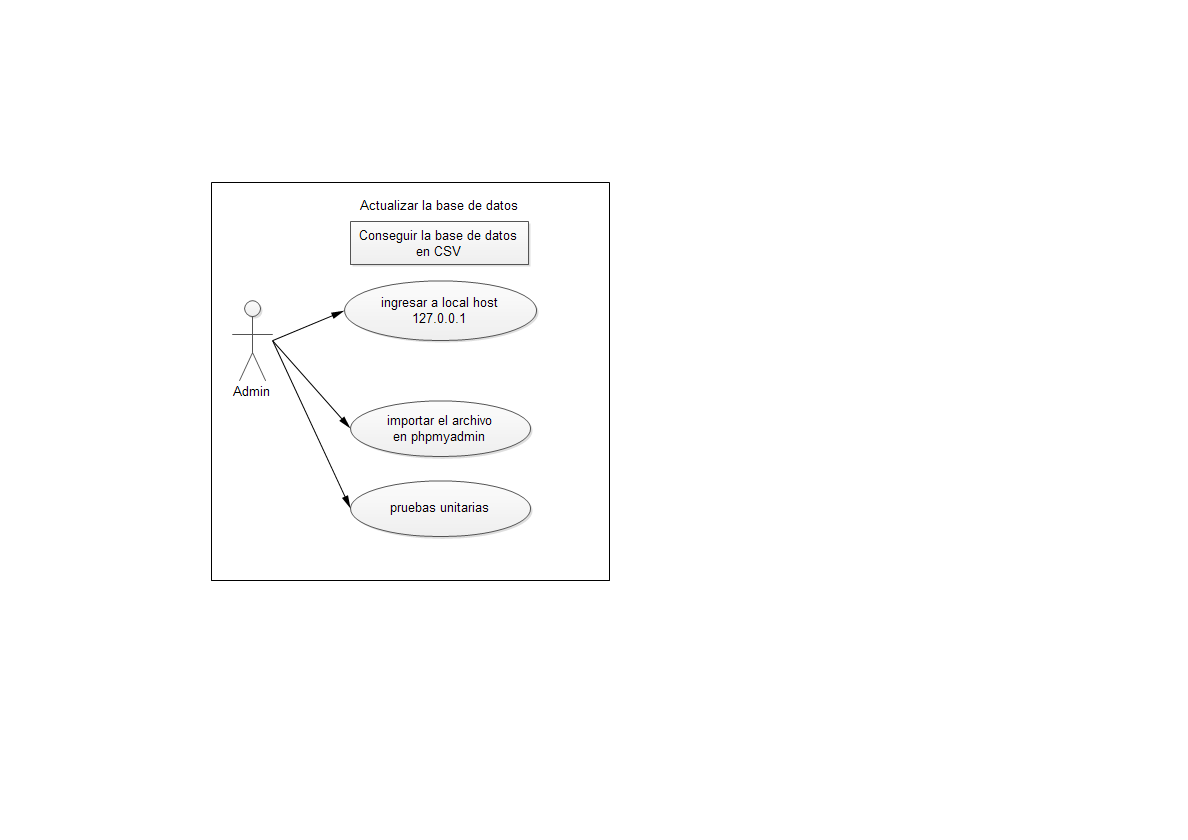 Actualizar la base de datos
Conseguir la base de datos
en CSV
ingresar a local host
127.0.0.1
Admin
importar el archivo
en phpmyadmin
pruebas unitarias